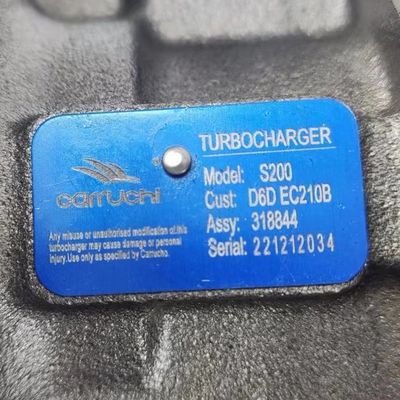 TURBOCHARGER
Model: S200
carruchi
Cust: D6D EC210B
Assy: 318844
Any misuse or unauthorised modification of this
turbocharger may cause damage or personal
injury.Use only as specified by Carrucho.
Serial: 221212034